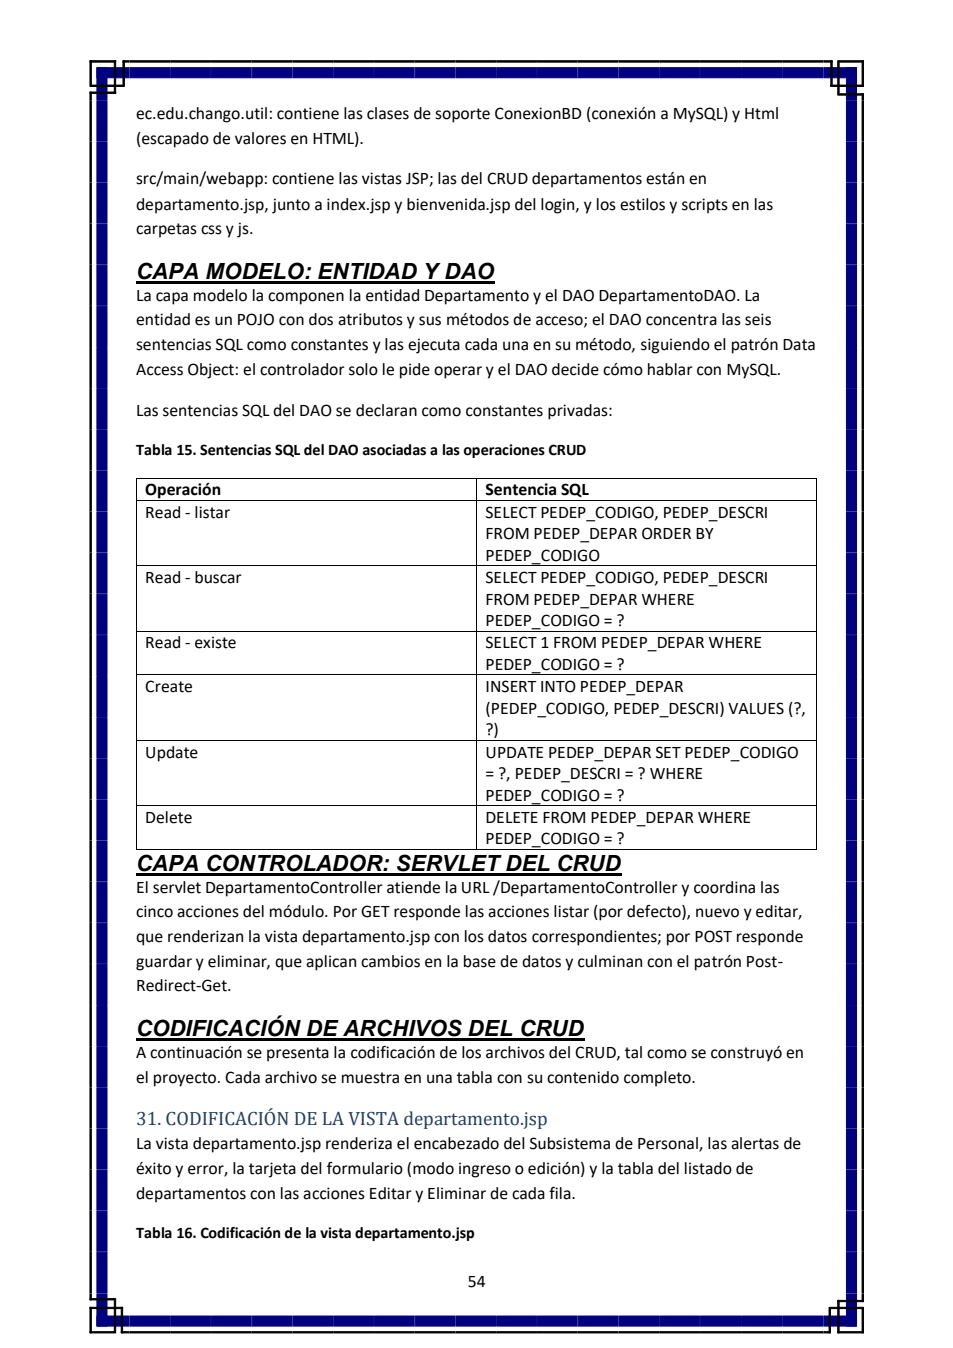 ec.edu.chango.util: contiene las clases de soporte ConexionBD (conexión a MySQL) y Html
(escapado de valores en HTML).
src/main/webapp: contiene las vistas JSP; las del CRUD departamentos están en
departamento.jsp, junto a index.jsp y bienvenida.jsp del login, y los estilos y scripts en las
carpetas css y js.
CAPA MODELO: ENTIDAD Y DAO
La capa modelo la componen la entidad Departamento y el DAO DepartamentoDAO. La
entidad es un POJO con dos atributos y sus métodos de acceso; el DAO concentra las seis
sentencias SQL como constantes y las ejecuta cada una en su método, siguiendo el patrón Data
Access Object: el controlador solo le pide operar y el DAO decide cómo hablar con MySQL.
Las sentencias SQL del DAO se declaran como constantes privadas:
Tabla 15. Sentencias SQL del DAO asociadas a las operaciones CRUD
Operación
Sentencia SQL
Read - listar
SELECT PEDEP_CODIGO, PEDEP_DESCRI
FROM PEDEP_DEPAR ORDER BY
PEDEP_CODIGO
Read - buscar
SELECT PEDEP_CODIGO, PEDEP_DESCRI
FROM PEDEP_DEPAR WHERE
PEDEP_CODIGO = ?
Read - existe
SELECT 1 FROM PEDEP_DEPAR WHERE
PEDEP_CODIGO = ?
Create
INSERT INTO PEDEP_DEPAR
(PEDEP_CODIGO, PEDEP_DESCRI) VALUES (?,
?)
Update
UPDATE PEDEP_DEPAR SET PEDEP_CODIGO
= ?, PEDEP_DESCRI = ? WHERE
PEDEP_CODIGO = ?
Delete
DELETE FROM PEDEP_DEPAR WHERE
PEDEP_CODIGO = ?
CAPA CONTROLADOR: SERVLET DEL CRUD
El servlet DepartamentoController atiende la URL /DepartamentoController y coordina las
cinco acciones del módulo. Por GET responde las acciones listar (por defecto), nuevo y editar,
que renderizan la vista departamento.jsp con los datos correspondientes; por POST responde
guardar y eliminar, que aplican cambios en la base de datos y culminan con el patrón Post-
Redirect-Get.
CODIFICACIÓN DE ARCHIVOS DEL CRUD
A continuación se presenta la codificación de los archivos del CRUD, tal como se construyó en
el proyecto. Cada archivo se muestra en una tabla con su contenido completo.
31. CODIFICACIÓN DE LA VISTA departamento.jsp
La vista departamento.jsp renderiza el encabezado del Subsistema de Personal, las alertas de
éxito y error, la tarjeta del formulario (modo ingreso o edición) y la tabla del listado de
departamentos con las acciones Editar y Eliminar de cada fila.
Tabla 16. Codificación de la vista departamento.jsp
54